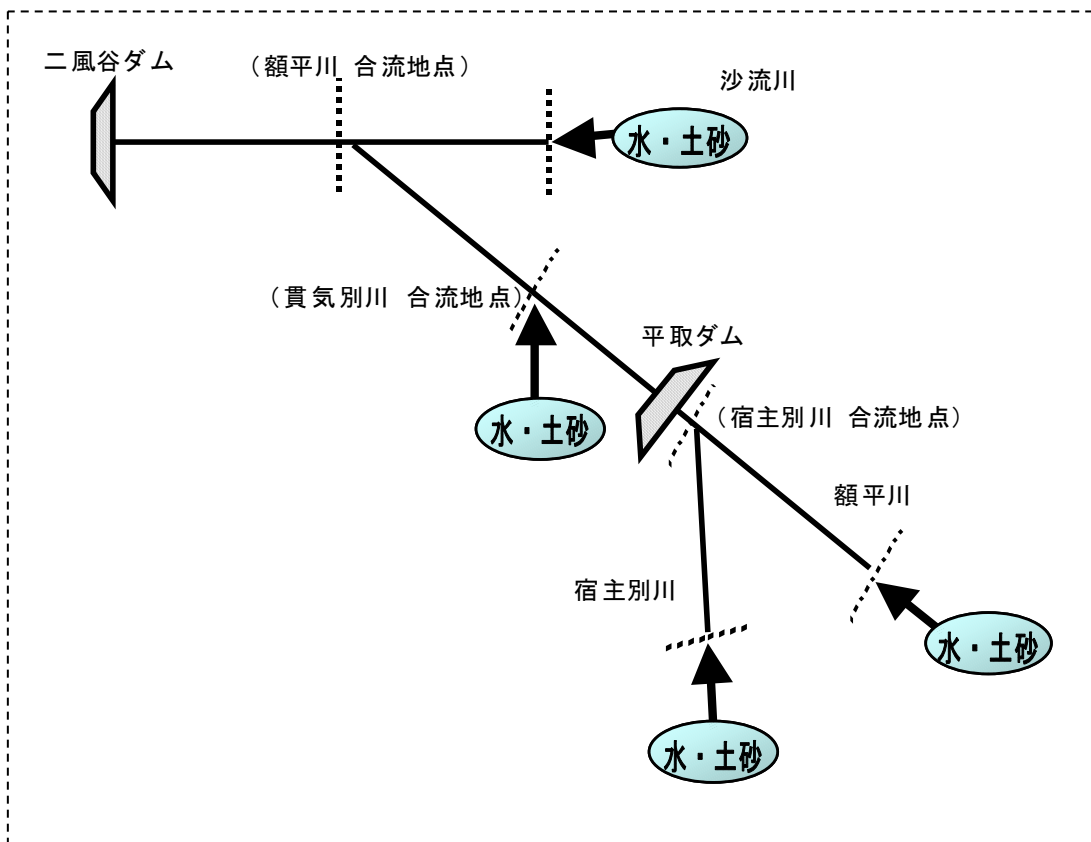 二風谷ダム
（額平川 合流地点）
沙流川
水・土砂
（貫気別川 合流地点）
平取ダム
水・土砂
（宿主別川 合流地点）
額平川
宿主別川
水・土砂
水・土砂